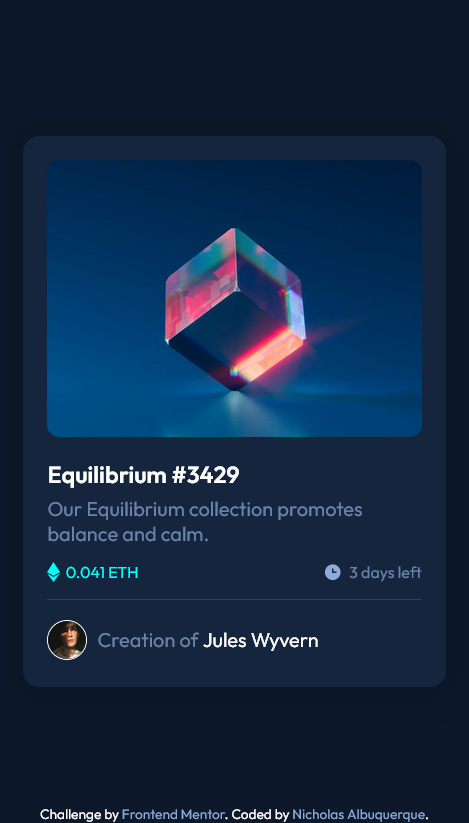 Equilibrium #3429
Our Equilibrium collection promotes
balance and calm.
0.041 ETH
3 days left
Creation of Jules Wyvern
Challenge by Frontend Mentor. Coded by Nicholas Albuquerque.